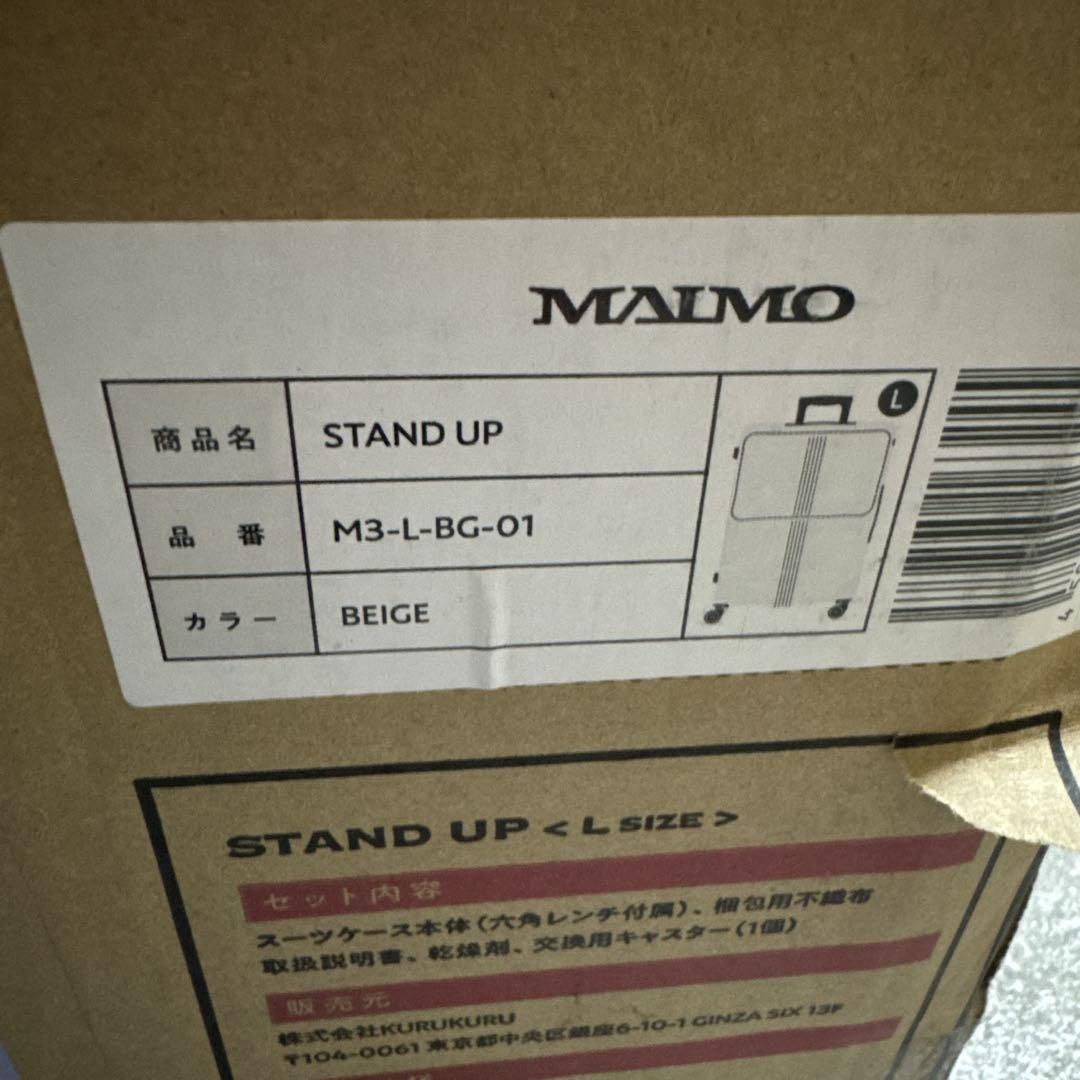 MAIMO
L
商品名 STAND UP
品番 M3-L-BG-01
カラー BEIGE
STAND UP < L SIZE >
セット内容
スーツケース本体(六角レンチ付属)、梱包用不織布
取扱説明書、乾燥剤、交換用キャスター(1個)
販売元
株式会社KURUKURU
〒104-0061 東京都中央区銀座6-10-1 GINZA SIX 13F